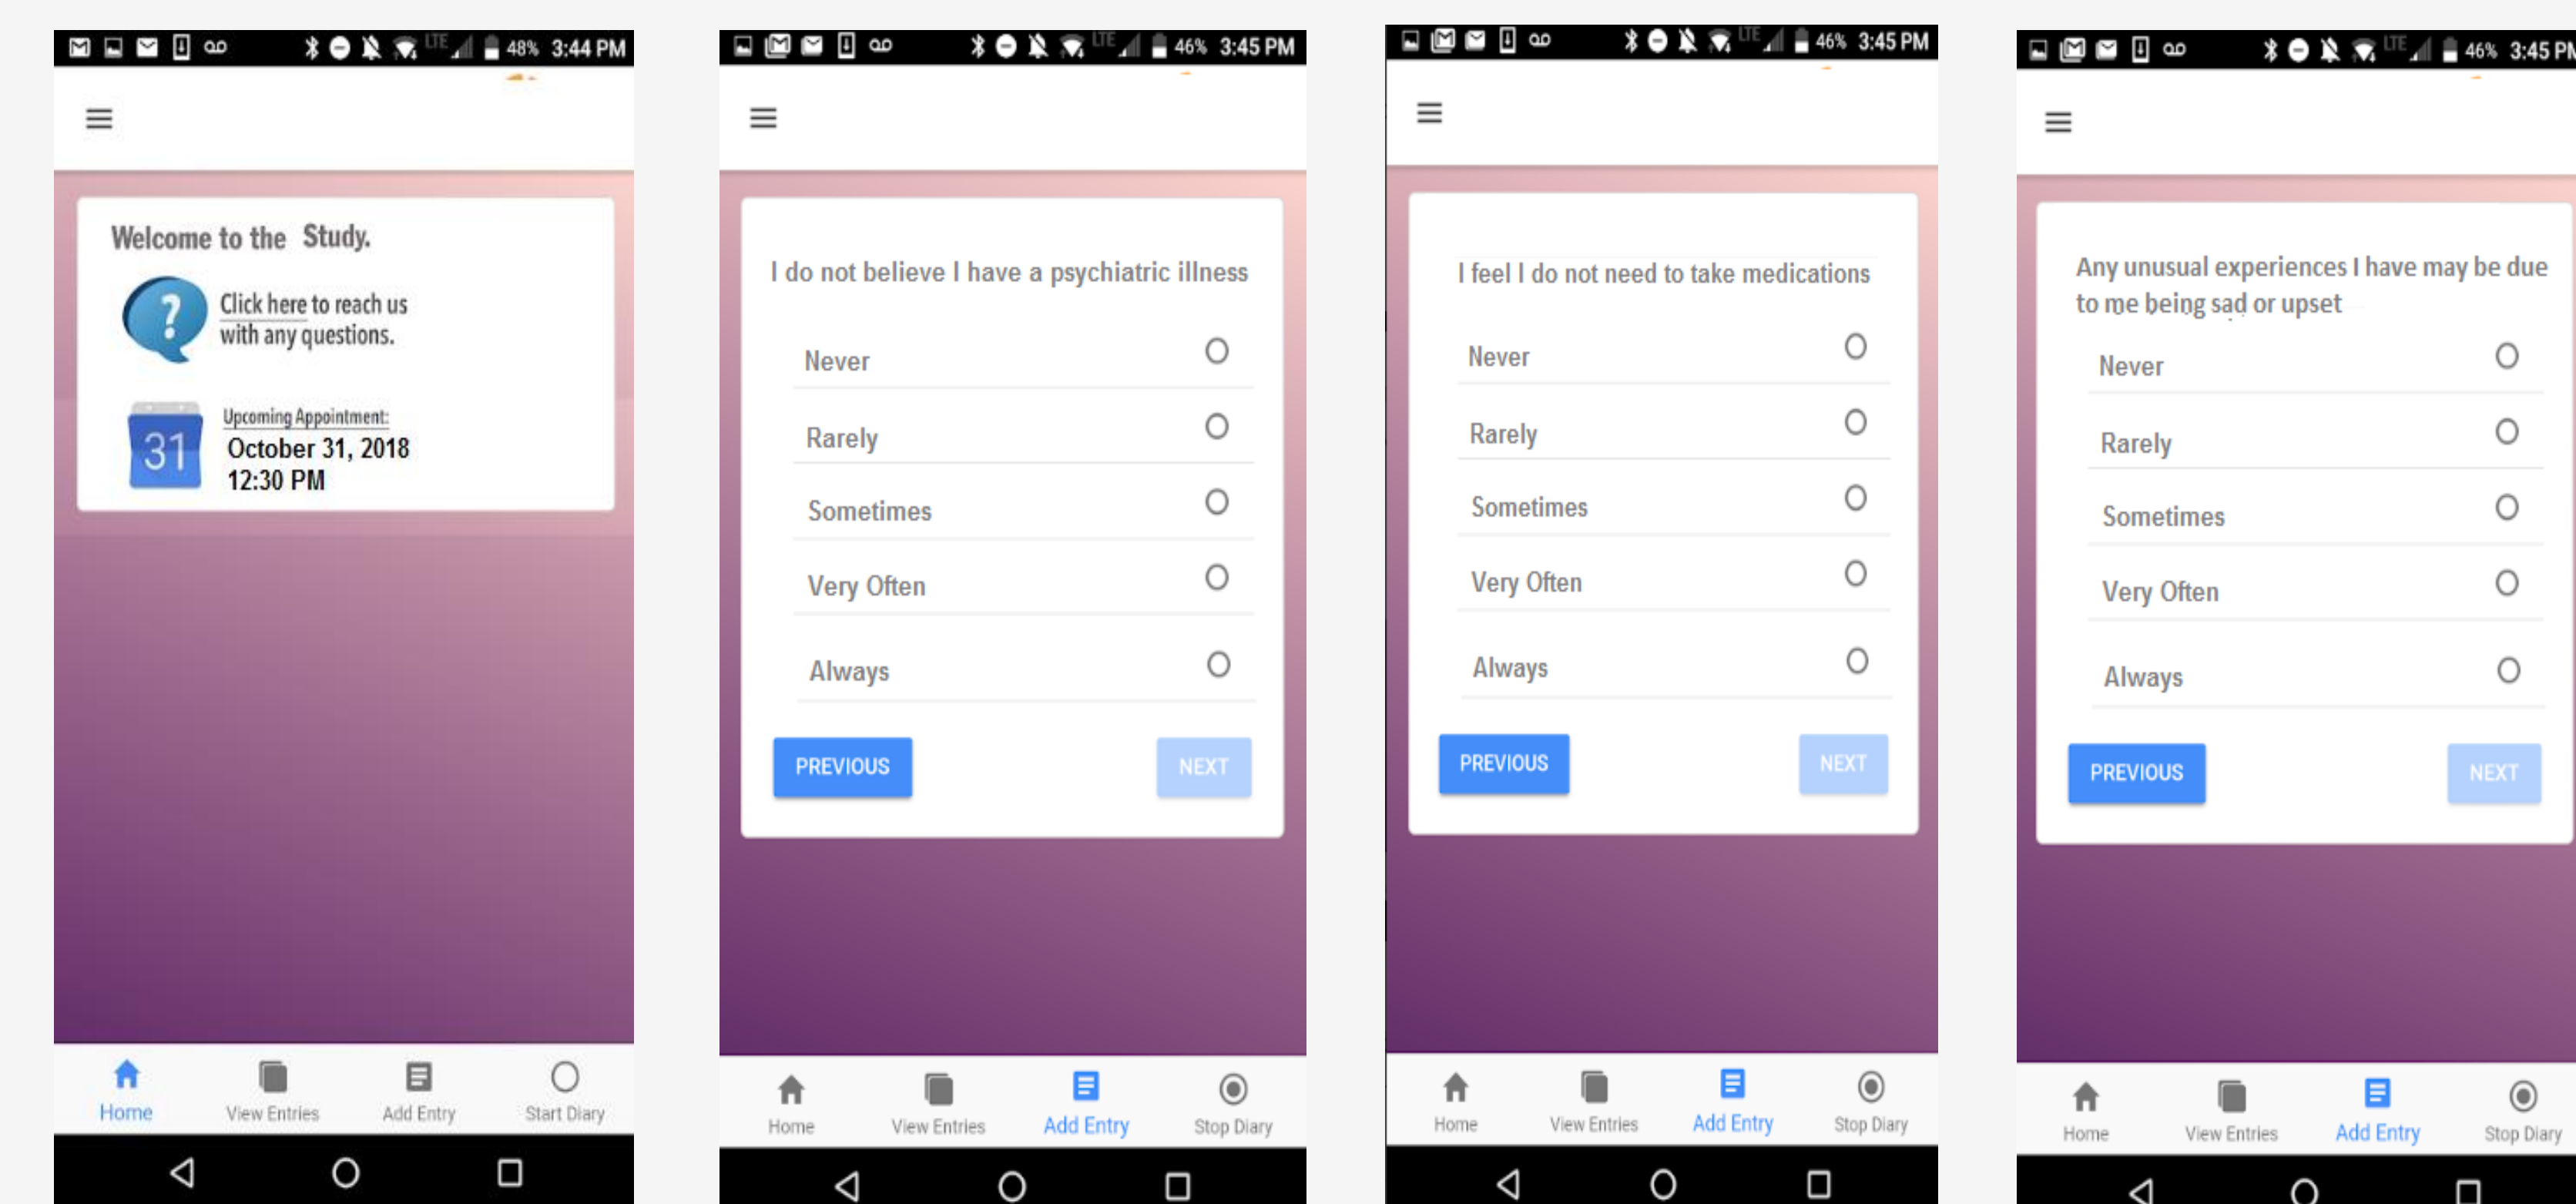 LTE 48% 3:44 PM
Welcome to the Study.
?
Click here to reach us
with any questions.
31
Upcoming Appointment:
October 31, 2018
12:30 PM
Home
View Entries
Add Entry
Start Diary
LTE 46% 3:45 PM
I do not believe I have a psychiatric illness
Never
Rarely
Sometimes
Very Often
Always
PREVIOUS
NEXT
Home
View Entries
Add Entry
Stop Diary
LTE 46% 3:45 PM
I feel I do not need to take medications
Never
Rarely
Sometimes
Very Often
Always
PREVIOUS
NEXT
Home
View Entries
Add Entry
Stop Diary
LTE 46% 3:45 PM
Any unusual experiences I have may be due
to me being sad or upset
Never
Rarely
Sometimes
Very Often
Always
PREVIOUS
NEXT
Home
View Entries
Add Entry
Stop Diary